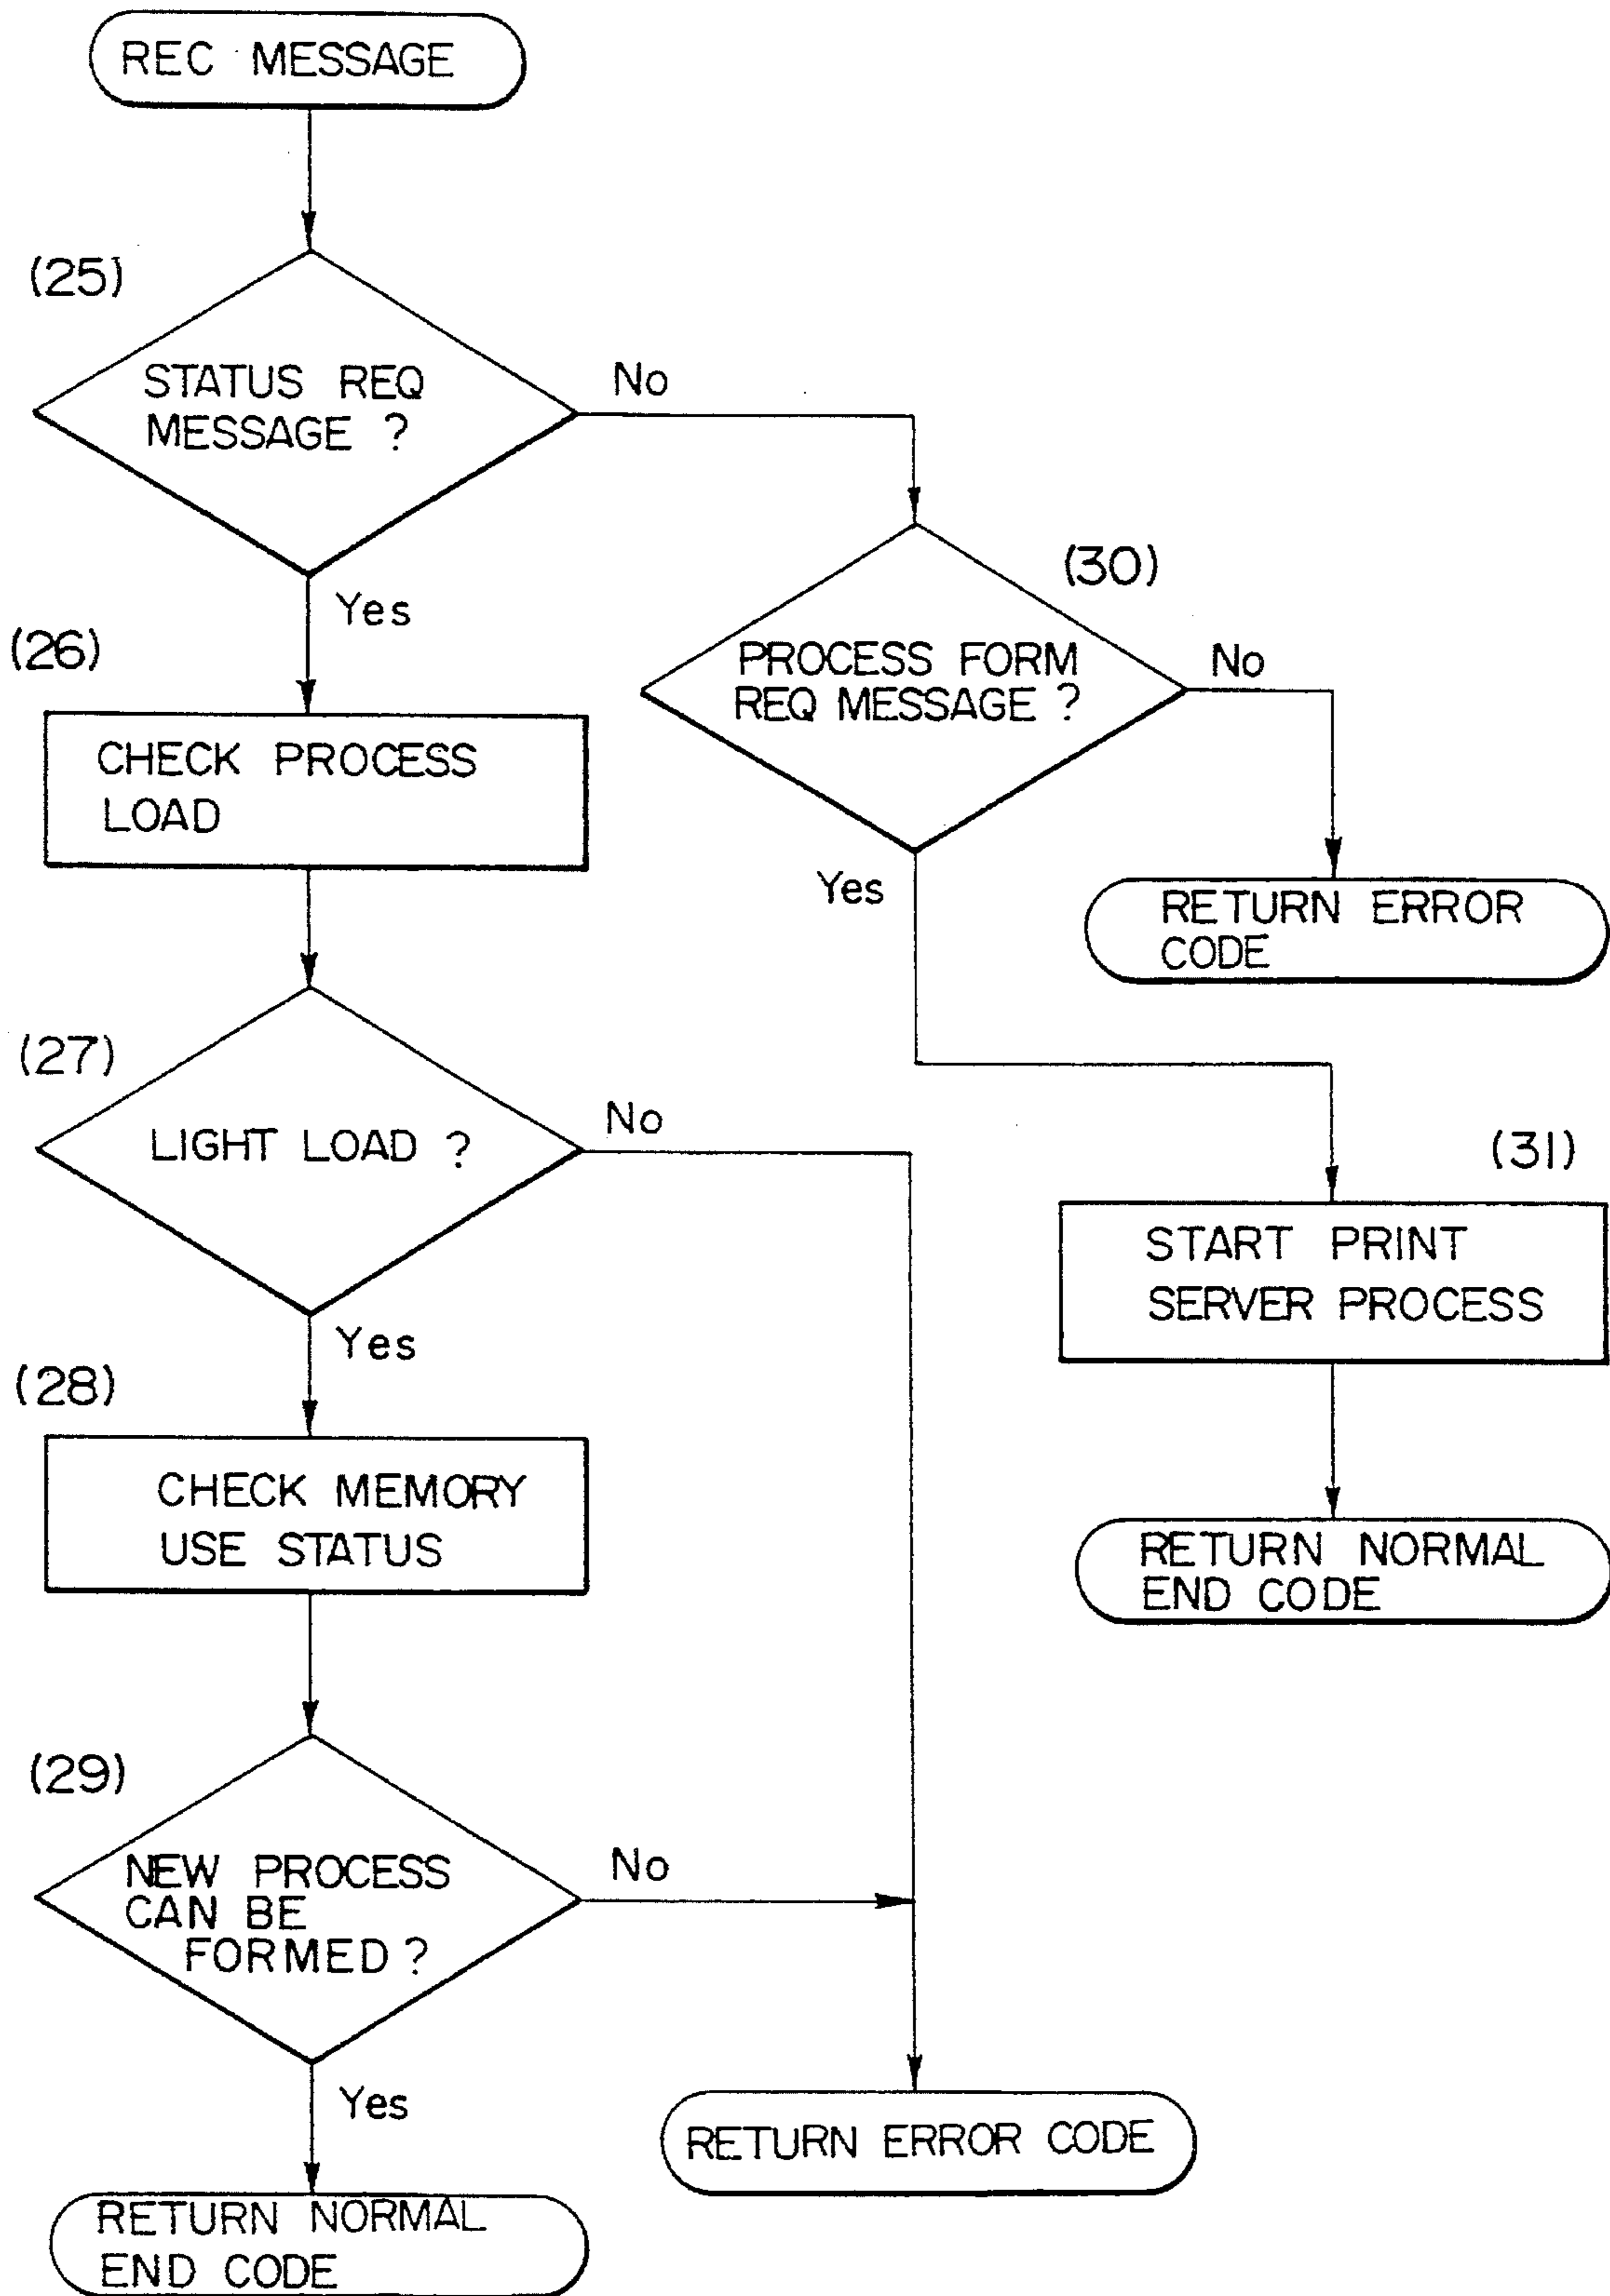 REC MESSAGE
(25)
STATUS REQ
MESSAGE ?
No
Yes
(30)
PROCESS FORM
REQ MESSAGE ?
No
(26)
CHECK PROCESS
LOAD
Yes
RETURN ERROR
CODE
(27)
LIGHT LOAD ?
No
(31)
START PRINT
SERVER PROCESS
Yes
(28)
CHECK MEMORY
USE STATUS
RETURN NORMAL
END CODE
(29)
NEW PROCESS
CAN BE
FORMED ?
No
Yes
RETURN ERROR CODE
RETURN NORMAL
END CODE